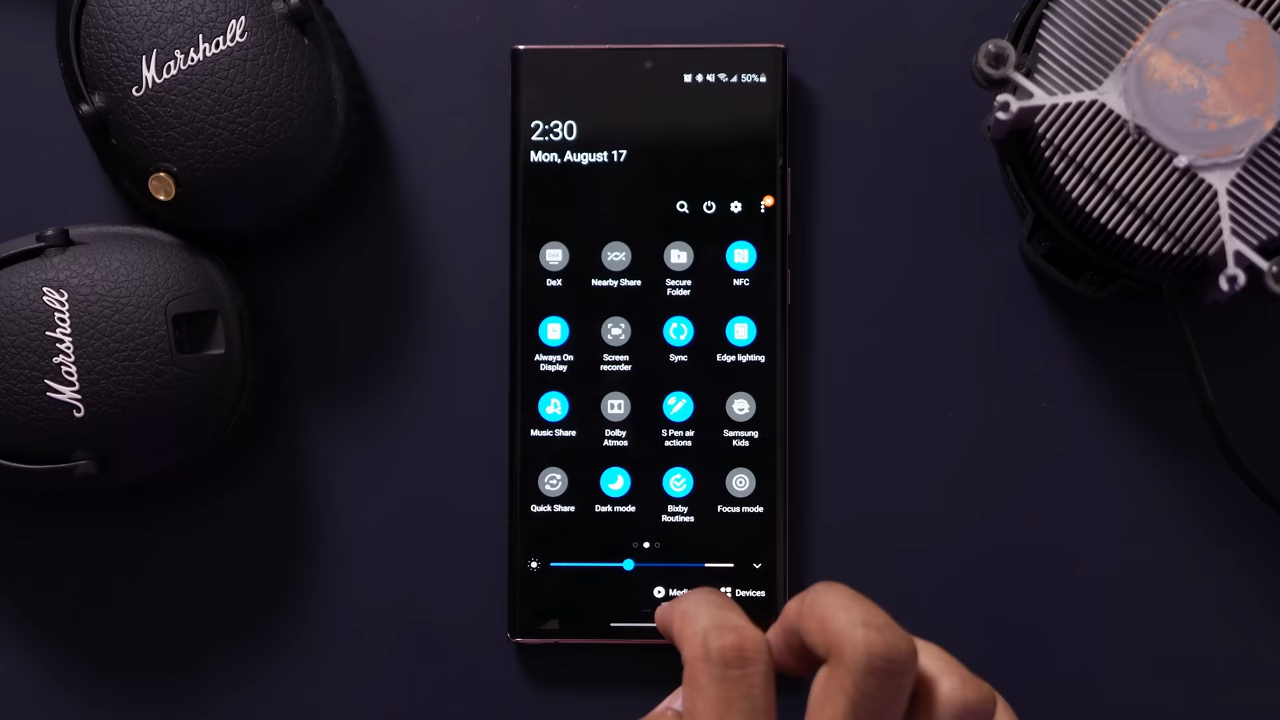 Marshall
Marshall
50%
2:30
Mon, August 17
DeX
Nearby Share
Secure
Folder
NFC
Always On
Display
Screen
recorder
Sync
Edge lighting
Music Share
Dolby
Atmos
S Pen air
actions
Samsung
Kids
Quick Share
Dark mode
Bixby
Routines
Focus mode
Devices